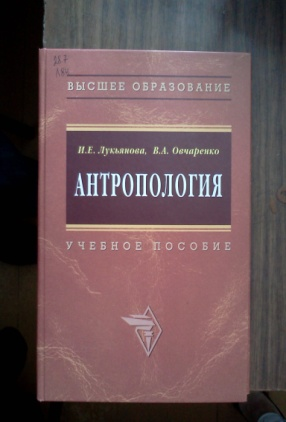 ВЫСШЕЕ ОБРАЗОВАНИЕ
И.Е. Лукьянова, В.А. Овчаренко
АНТРОПОЛОГИЯ
УЧЕБНОЕ ПОСОБИЕ